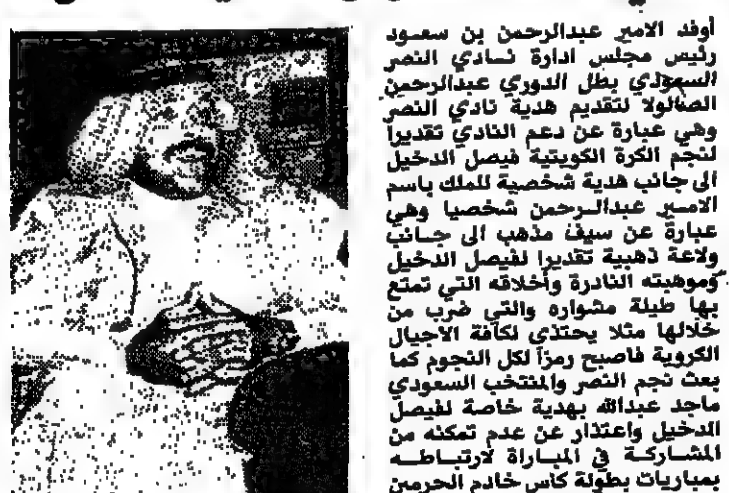 أوفد الامير عبدالرحمن بن سعود
رئيس مجلس ادارة نادي النصر
السعودي بطل الدوري عبدالرحمن
لتقديم هدية نادي النصر
وهي عبارة عن دعم النادي تقديراً
لنجم الكرة الكويتية فيصل الدخيل
الى جانب هدية شخصية للملك باسم
الامير عبدالرحمن شخصيا وهي
عبارة عن سيف مذهب الى جانب
ولاعة ذهبية تقديرا لفيصل الدخيل
وموهبته النادرة وأخلاقه التي تمتع
بها طيلة مشواره والتي ضرب من
خلالها مثلا يحتذي لكافة الاجيال
الكروية فاصبح رمزاً لكل النجوم كما
بعث نجم النصر والمنتخب السعودي
ماجد عبدالله بهدية خاصة لفيصل
الدخيل واعتذار عن عدم تمكنه من
المشاركة في المباراة لارتباطه
بمباريات بطولة كاس خادم الحرمين